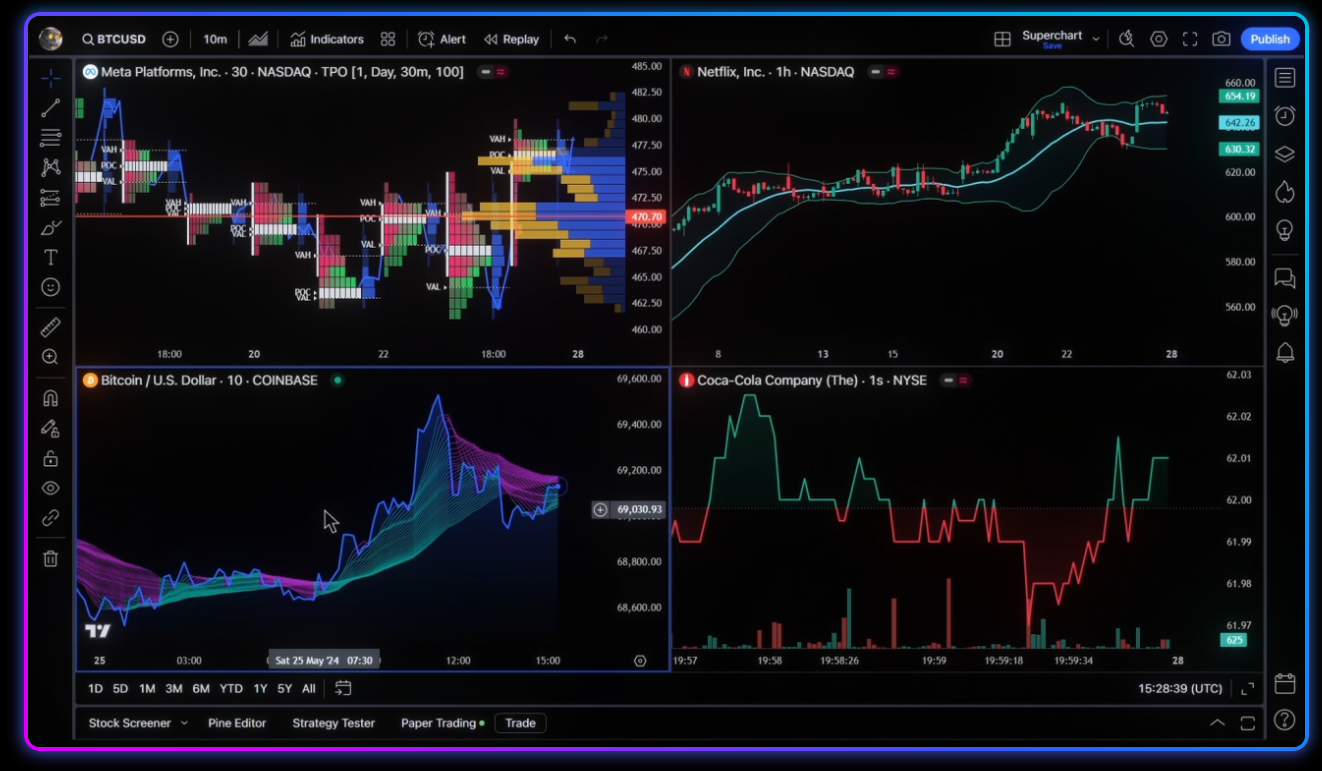 BTCUSD 10m Indicators Alert Replay Superchart Save Publish
Meta Platforms, Inc. · 30 · NASDAQ · TPO [1, Day, 30m, 100]
485.00
482.50
480.00
477.50
475.00
472.50
470.70
470.00
467.50
465.00
462.50
460.00
VAH
POC
VAL
VAH
POC
VAL
VAH
POC
VAL
VAH
POC
VAL
VAH
POC
VAL
VAH
POC
VAL
VAH
POC
VAL
18:00 20 22 18:00 28
Netflix, Inc. · 1h · NASDAQ
660.00
654.19
642.26
630.32
620.00
600.00
580.00
560.00
8 13 15 20 22 28
Bitcoin / U.S. Dollar · 10 · COINBASE
69,600.00
69,400.00
69,200.00
69,030.93
68,800.00
68,600.00
25 03:00 Sat 25 May '24 07:30 12:00 15:00
Coca-Cola Company (The) · 1s · NYSE
62.03
62.02
62.01
62.00
61.99
61.98
61.97
625
19:57 19:58 19:58:26 19:59 19:59:18 19:59:34 28
1D 5D 1M 3M 6M YTD 1Y 5Y All
15:28:39 (UTC)
Stock Screener Pine Editor Strategy Tester Paper Trading Trade